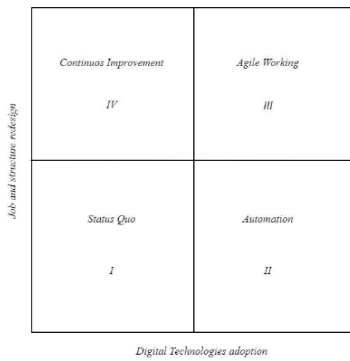 Continuos Improvement
Agile Working
IV
III
Job and structure redesign
Status Quo
Automation
I
II
Digital Technologies adoption